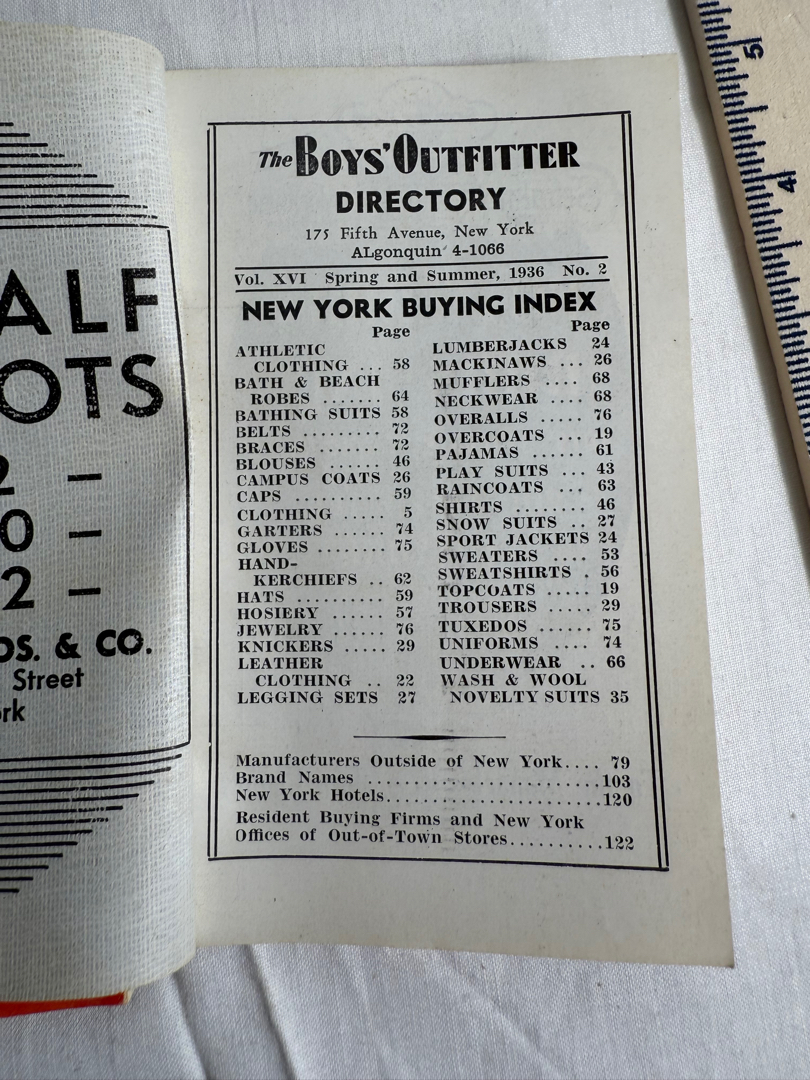 ALF
OTS
2 –
0 –
2 –
OS. & CO.
Street
rk
The BOYS' OUTFITTER
DIRECTORY
175 Fifth Avenue, New York
ALgonquin 4-1066
Vol. XVI Spring and Summer, 1936 No. 2
NEW YORK BUYING INDEX
Page
ATHLETIC
CLOTHING ... 58
BATH & BEACH
ROBES ....... 64
BATHING SUITS 58
BELTS ......... 72
BRACES ....... 72
BLOUSES ...... 46
CAMPUS COATS 26
CAPS .......... 59
CLOTHING ..... 5
GARTERS ...... 74
GLOVES ........ 75
HAND-
KERCHIEFS .. 62
HATS .......... 59
HOSIERY ...... 57
JEWELRY ...... 76
KNICKERS ..... 29
LEATHER
CLOTHING .. 22
LEGGING SETS 27
Page
LUMBERJACKS 24
MACKINAWS ... 26
MUFFLERS .... 68
NECKWEAR .... 68
OVERALLS ..... 76
OVERCOATS ... 19
PAJAMAS ...... 61
PLAY SUITS ... 43
RAINCOATS ... 63
SHIRTS ........ 46
SNOW SUITS .. 27
SPORT JACKETS 24
SWEATERS .... 53
SWEATSHIRTS . 56
TOPCOATS ..... 19
TROUSERS ..... 29
TUXEDOS ...... 75
UNIFORMS .... 74
UNDERWEAR .. 66
WASH & WOOL
NOVELTY SUITS 35
Manufacturers Outside of New York.... 79
Brand Names ..........................103
New York Hotels........................120
Resident Buying Firms and New York
Offices of Out-of-Town Stores..........122
5
4